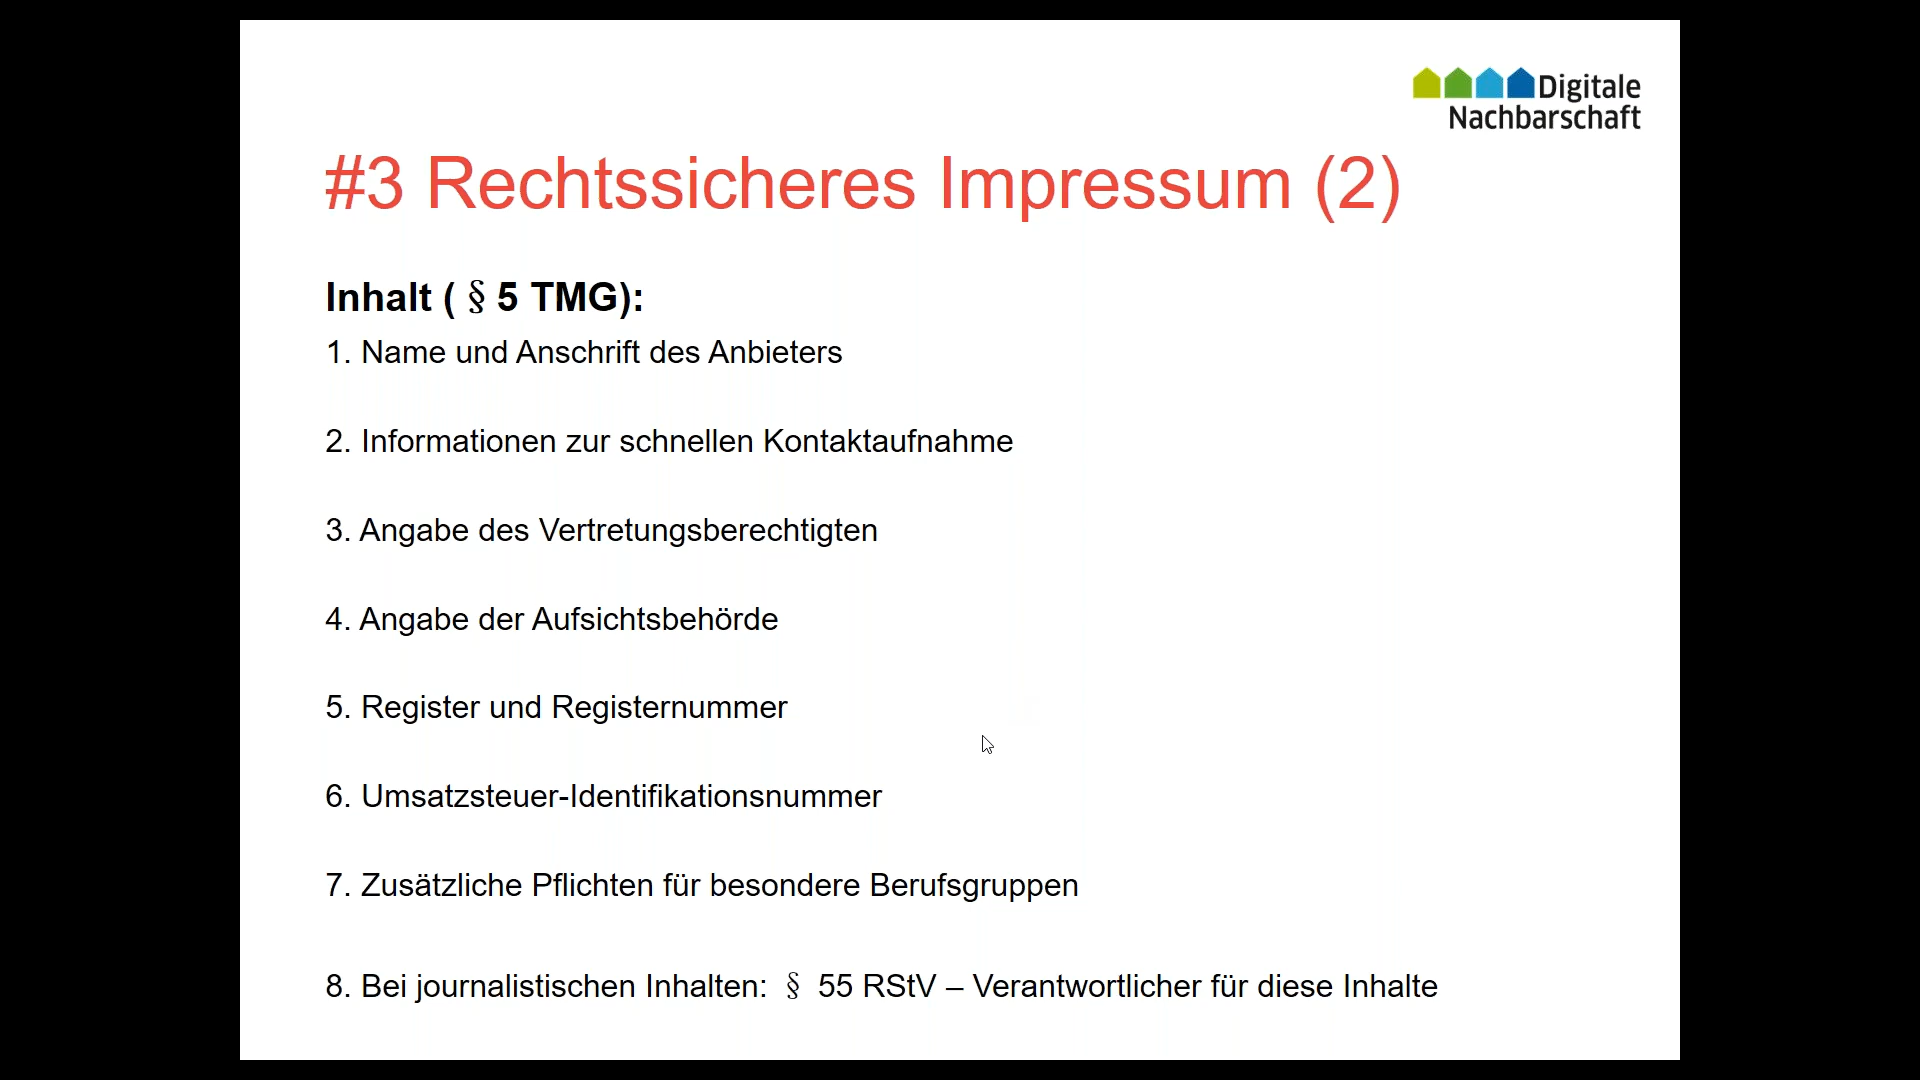 Digitale
Nachbarschaft
#3 Rechtssicheres Impressum (2)
Inhalt ( § 5 TMG):
1. Name und Anschrift des Anbieters
2. Informationen zur schnellen Kontaktaufnahme
3. Angabe des Vertretungsberechtigten
4. Angabe der Aufsichtsbehörde
5. Register und Registernummer
6. Umsatzsteuer-Identifikationsnummer
7. Zusätzliche Pflichten für besondere Berufsgruppen
8. Bei journalistischen Inhalten: § 55 RStV – Verantwortlicher für diese Inhalte